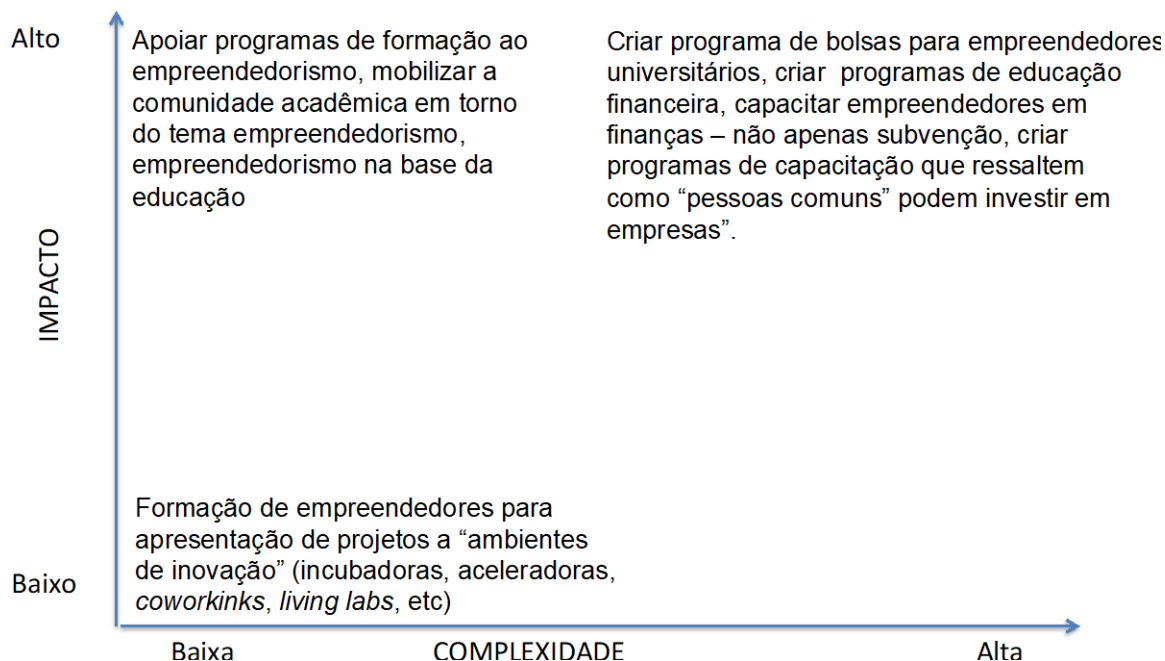 Alto
Apoiar programas de formação ao
empreendedorismo, mobilizar a
comunidade acadêmica em torno
do tema empreendedorismo,
empreendedorismo na base da
educação
Criar programa de bolsas para empreendedores
universitários, criar programas de educação
financeira, capacitar empreendedores em
finanças – não apenas subvenção, criar
programas de capacitação que ressaltem
como “pessoas comuns” podem investir em
empresas”.
IMPACTO
Formação de empreendedores para
apresentação de projetos a “ambientes
de inovação” (incubadoras, aceleradoras,
coworkinks, living labs, etc)
Baixo
Baixa
COMPLEXIDADE
Alta